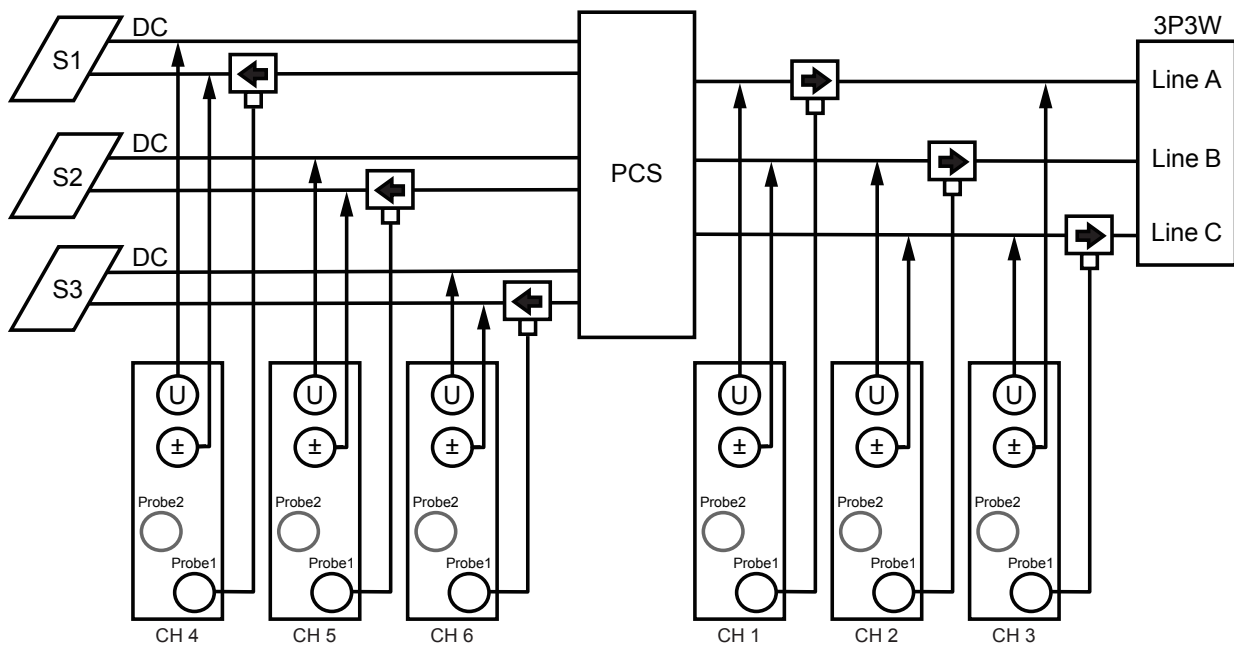 DC
3P3W
S1
Line A
DC
S2
PCS
Line B
DC
S3
Line C
U
U
U
U
U
U
±
±
±
±
±
±
Probe2
Probe2
Probe2
Probe2
Probe2
Probe2
Probe1
Probe1
Probe1
Probe1
Probe1
Probe1
CH 4
CH 5
CH 6
CH 1
CH 2
CH 3